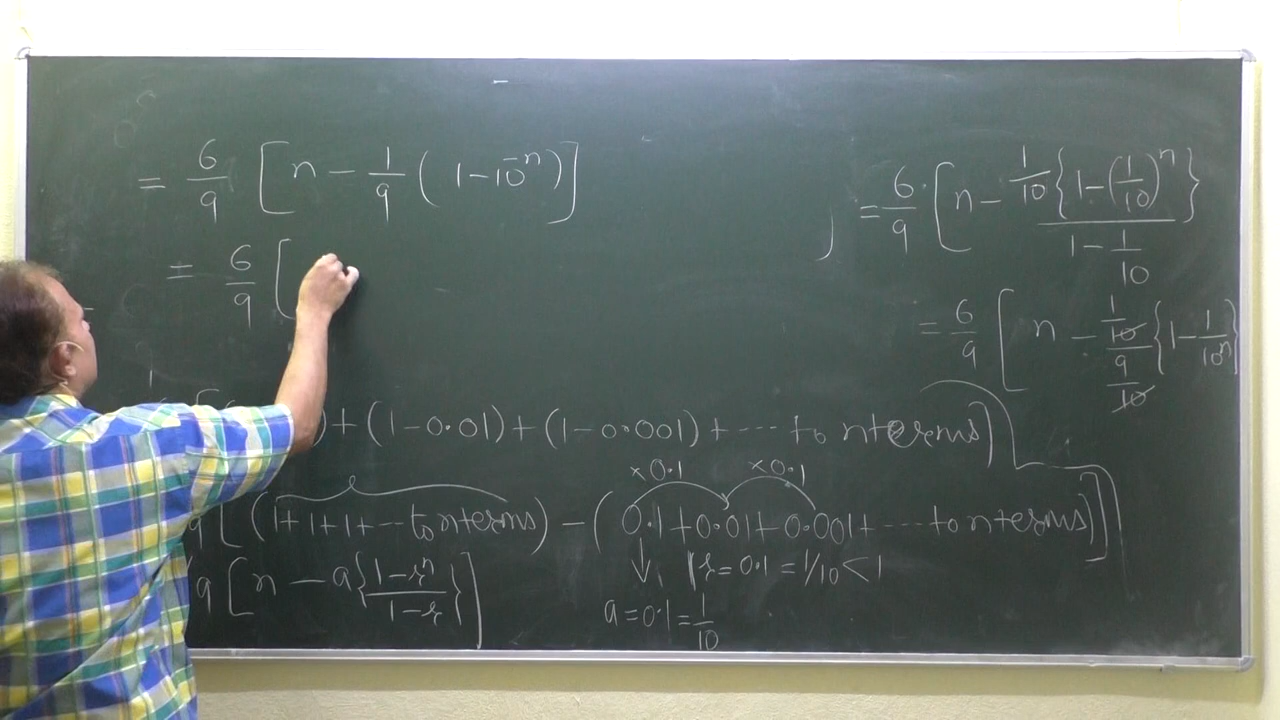 = 6/9 [n - 1/9 (1-10^-n)]
= 6/9 [
)+(1-0.01)+(1-0.001)+ ···· to n terms)]
9[(1+1+1+··· to n terms) - (0.1+0.01+0.001+ ···· to n terms)]
×0.1 ×0.1
9[n - a{(1-r^n)/(1-r)}]
r = 0.1 = 1/10 < 1
a = 0.1 = 1/10
= 6/9 [n - 1/10 {1-(1/10)^n} / (1 - 1/10)
= 6/9 [n - (1/10)/(9/10) {1 - 1/10^n}